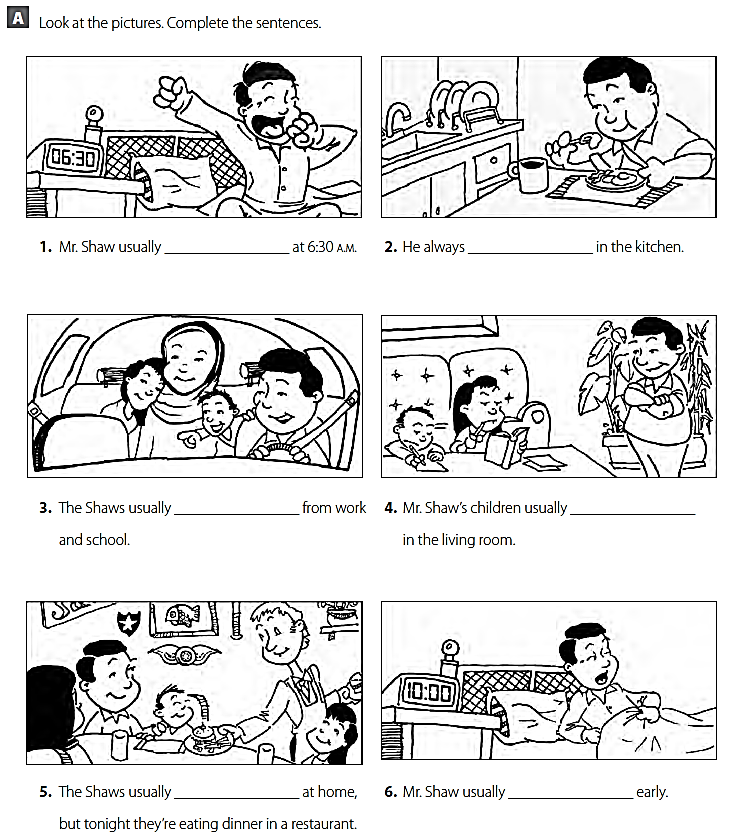 A Look at the pictures. Complete the sentences.
06:30
1. Mr. Shaw usually ________________ at 6:30 A.M.
2. He always ________________ in the kitchen.
3. The Shaws usually ________________ from work
and school.
4. Mr. Shaw's children usually ________________
in the living room.
10:00
5. The Shaws usually ________________ at home,
but tonight they're eating dinner in a restaurant.
6. Mr. Shaw usually ________________ early.